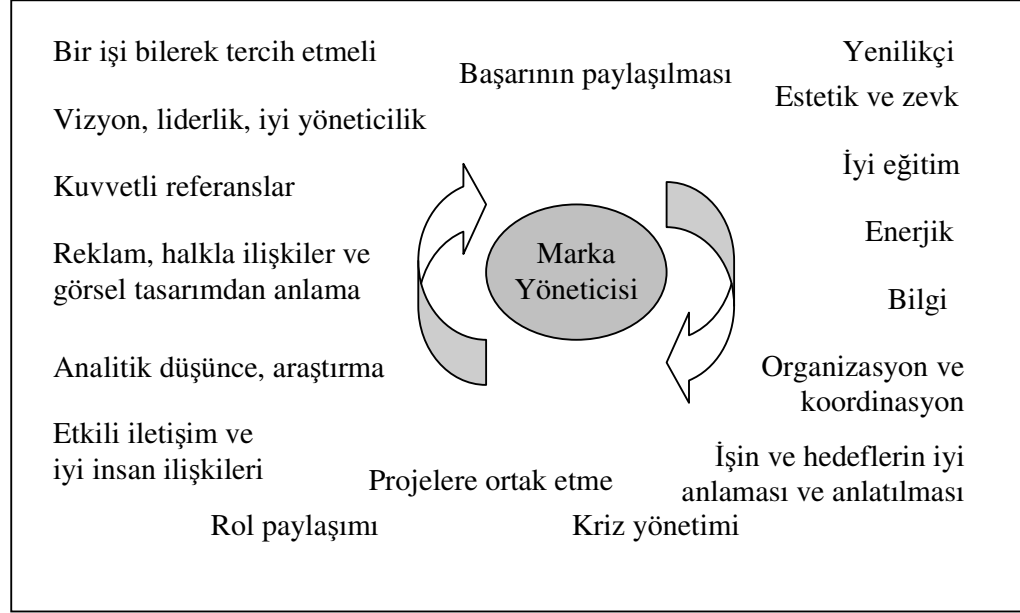 Bir işi bilerek tercih etmeli
Vizyon, liderlik, iyi yöneticilik
Kuvvetli referanslar
Reklam, halkla ilişkiler ve
görsel tasarımdan anlama
Analitik düşünce, araştırma
Etkili iletişim ve
iyi insan ilişkileri
Başarının paylaşılması
Marka
Yöneticisi
Projelere ortak etme
Rol paylaşımı
Kriz yönetimi
Yenilikçi
Estetik ve zevk
İyi eğitim
Enerjik
Bilgi
Organizasyon ve
koordinasyon
İşin ve hedeflerin iyi
anlaması ve anlatılması